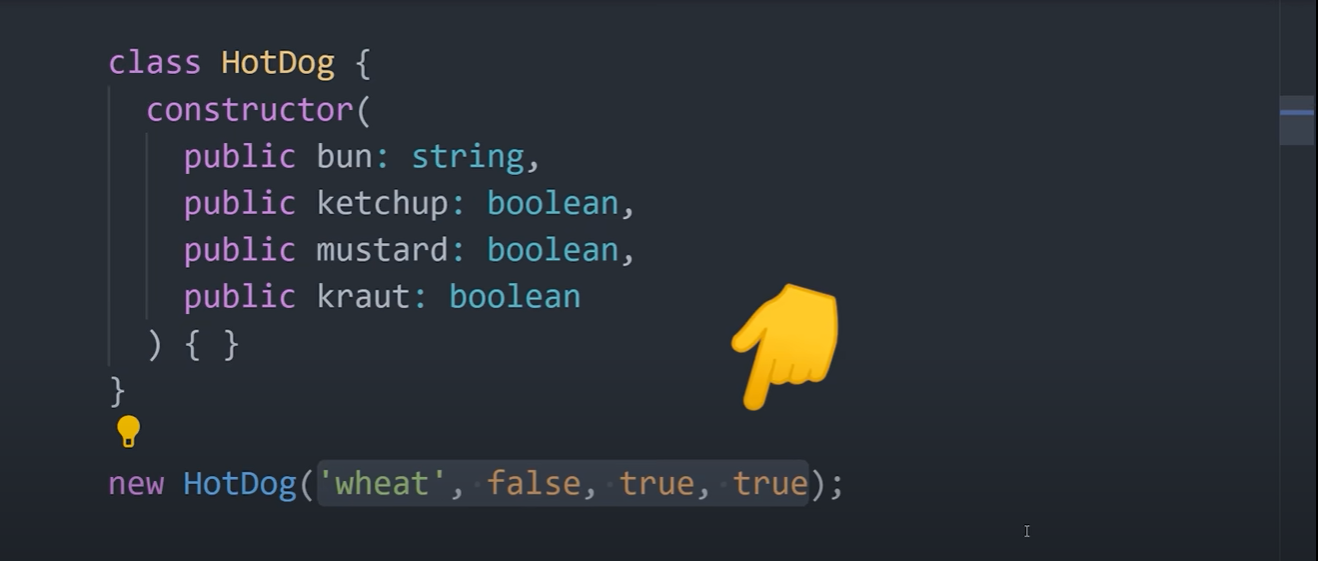 class HotDog {
constructor(
public bun: string,
public ketchup: boolean,
public mustard: boolean,
public kraut: boolean
) { }
}
new HotDog('wheat', false, true, true);